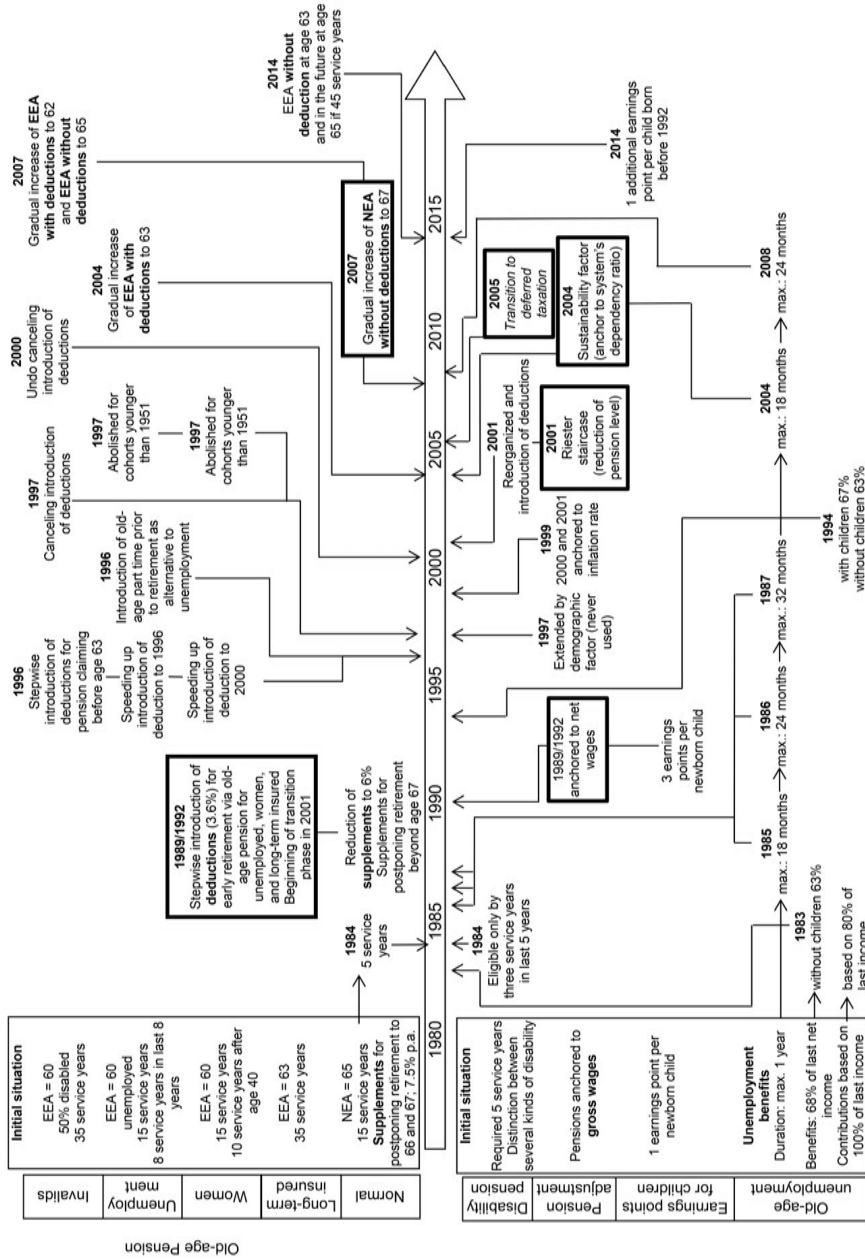 Old-age Pension
Invalids
Unemploy
ment
Women
Long-term
insured
Normal
Initial situation
EEA = 60
50% disabled
35 service years
EEA = 60
unemployed
15 service years
8 service years in last 8
years
EEA = 60
15 service years
10 service years after
age 40
EEA = 63
35 service years
NEA = 65
15 service years
Supplements for
postponing retirement to
66 and 67: 7.5% p.a.
1984
5 service
years
1989/1992
Stepwise introduction of
deductions (3.6%) for
early retirement via old-
age pension for
unemployed, women,
and long-term insured
Beginning of transition
phase in 2001
Reduction of
supplements to 6%
Supplements for
postponing retirement
beyond age 67
1996
Stepwise
introduction of
deductions for
pension claiming
before age 63
Speeding up
introduction of
deduction to 1996
Speeding up
introduction of
deduction to
2000
1996
Introduction of old-
age part time prior
to retirement as
alternative to
unemployment
1997
Canceling introduction
of deductions
1997
Abolished for
cohorts younger
than 1951
1997
Abolished for
cohorts younger
than 1951
2000
Undo canceling
introduction of
deductions
2004
Gradual increase
of EEA with
deductions to 63
2007
Gradual increase of EEA
with deductions to 62
and EEA without
deductions to 65
2007
Gradual increase of NEA
without deductions to 67
2014
EEA without
deduction at age 63
and in the future at age
65 if 45 service years
1980
1985
1990
1995
2000
2005
2010
2015
Disability
pension
Pension
adjustment
Earnings points
for children
Old-age
unemployment
Initial situation
Required 5 service years
Distinction between
several kinds of disability
Pensions anchored to
gross wages
1 earnings point per
newborn child
Unemployment
benefits
Duration: max. 1 year
Benefits: 68% of last net
income
Contributions based on
100% of last income
1984
Eligible only by
three service years
in last 5 years
1983
without children 63%
based on 80% of
last income
1989/1992
anchored to net
wages
3 earnings
points per
newborn child
1997
Extended by
demographic
factor (never
used)
1999
2000 and 2001
anchored to
inflation rate
2001
Reorganized and
introduction of deductions
2001
Riester
staircase
(reduction of
pension level)
2005
Transition to
deferred
taxation
2004
Sustainability factor
(anchor to system's
dependency ratio)
2014
1 additional earnings
point per child born
before 1992
1985
max.: 18 months
1986
max.: 24 months
1987
max.: 32 months
1994
with children 67%
without children 63%
2004
max.: 18 months
2008
max.: 24 months